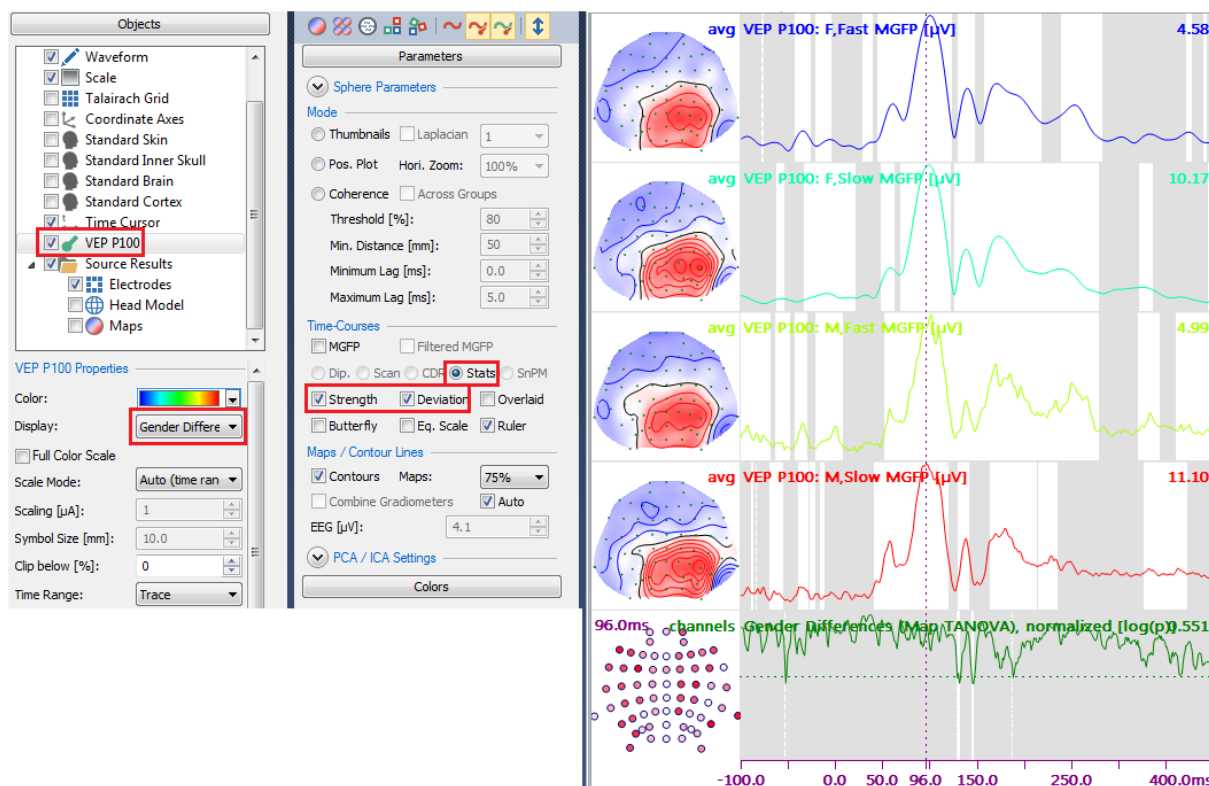 Objects
Waveform
Scale
Talairach Grid
Coordinate Axes
Standard Skin
Standard Inner Skull
Standard Brain
Standard Cortex
Time Cursor
VEP P100
Source Results
Electrodes
Head Model
Maps
VEP P100 Properties
Color:
Display: Gender Differe
Full Color Scale
Scale Mode: Auto (time ran
Scaling [µA]: 1
Symbol Size [mm]: 10.0
Clip below [%]: 0
Time Range: Trace
Parameters
Sphere Parameters
Mode
Thumbnails Laplacian 1
Pos. Plot Hori. Zoom: 100%
Coherence Across Groups
Threshold [%]: 80
Min. Distance [mm]: 50
Minimum Lag [ms]: 0.0
Maximum Lag [ms]: 5.0
Time-Courses
MGFP Filtered MGFP
Dip. Scan CDR Stats SnPM
Strength Deviation Overlaid
Butterfly Eq. Scale Ruler
Maps / Contour Lines
Contours Maps: 75%
Combine Gradiometers Auto
EEG [µV]: 4.1
PCA / ICA Settings
Colors
avg VEP P100: F,Fast MGFP [µV] 4.58
avg VEP P100: F,Slow MGFP [µV] 10.17
avg VEP P100: M,Fast MGFP [µV] 4.99
avg VEP P100: M,Slow MGFP [µV] 11.10
96.0ms channels Gender Differences (Map TANOVA), normalized [log(p)] 0.551
-100.0 0.0 50.0 96.0 150.0 250.0 400.0ms